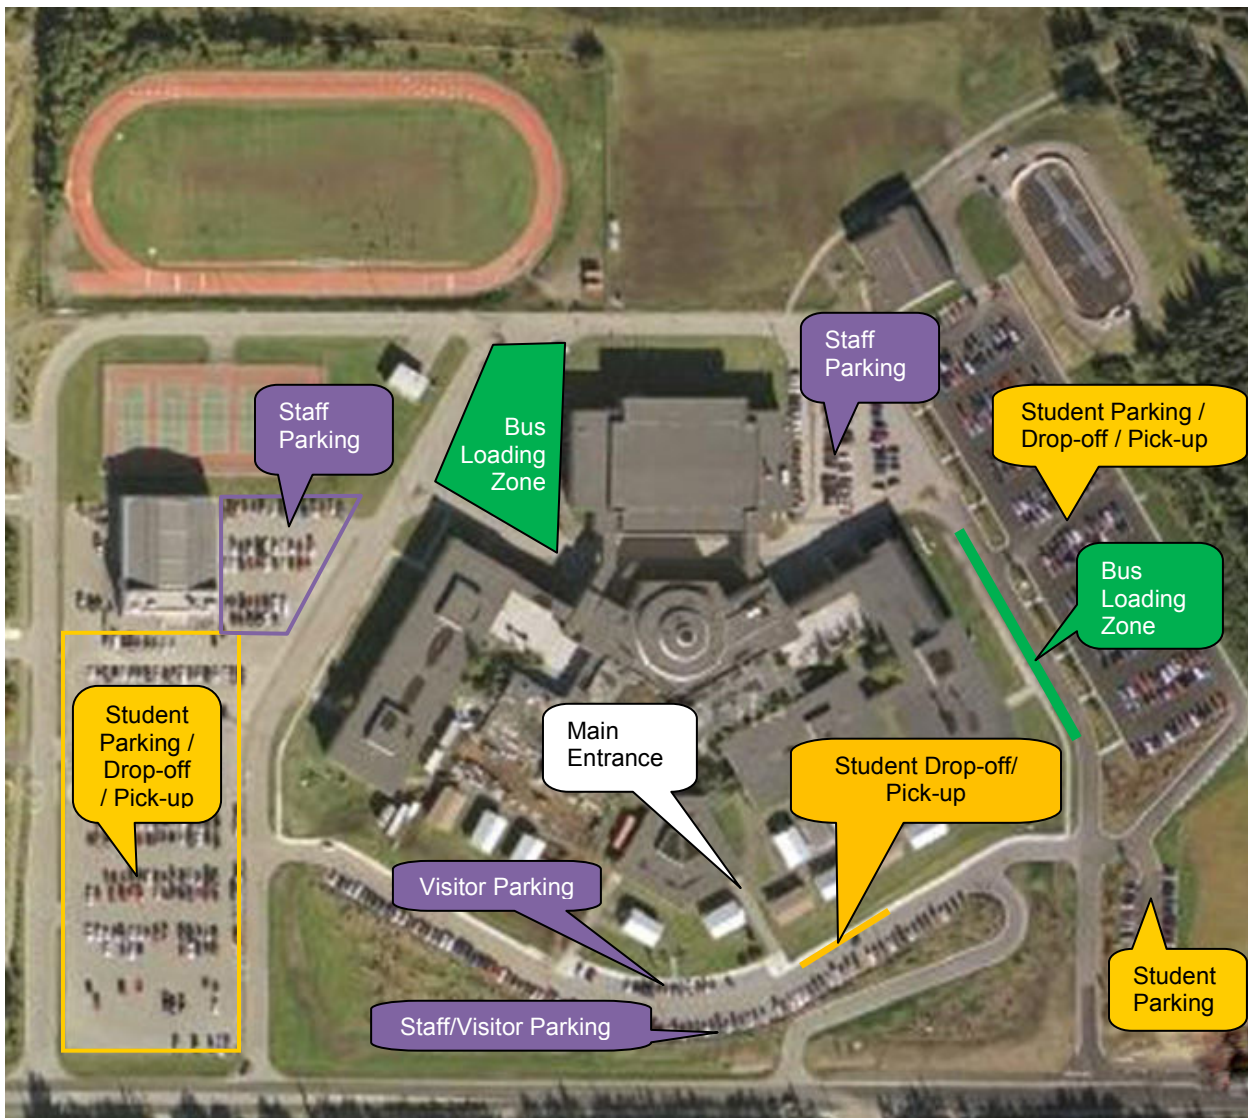 Staff
Parking
Staff
Parking
Bus
Loading
Zone
Student Parking /
Drop-off / Pick-up
Bus
Loading
Zone
Student
Parking /
Drop-off
/ Pick-up
Main
Entrance
Student Drop-off/
Pick-up
Visitor Parking
Staff/Visitor Parking
Student
Parking